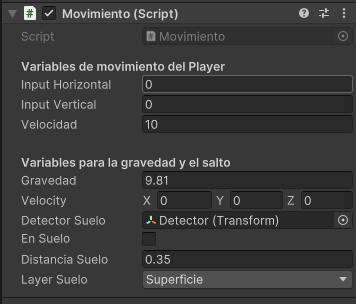 Movimiento (Script)
Script Movimiento
Variables de movimiento del Player
Input Horizontal 0
Input Vertical 0
Velocidad 10
Variables para la gravedad y el salto
Gravedad 9.81
Velocity X 0 Y 0 Z 0
Detector Suelo Detector (Transform)
En Suelo
Distancia Suelo 0.35
Layer Suelo Superficie